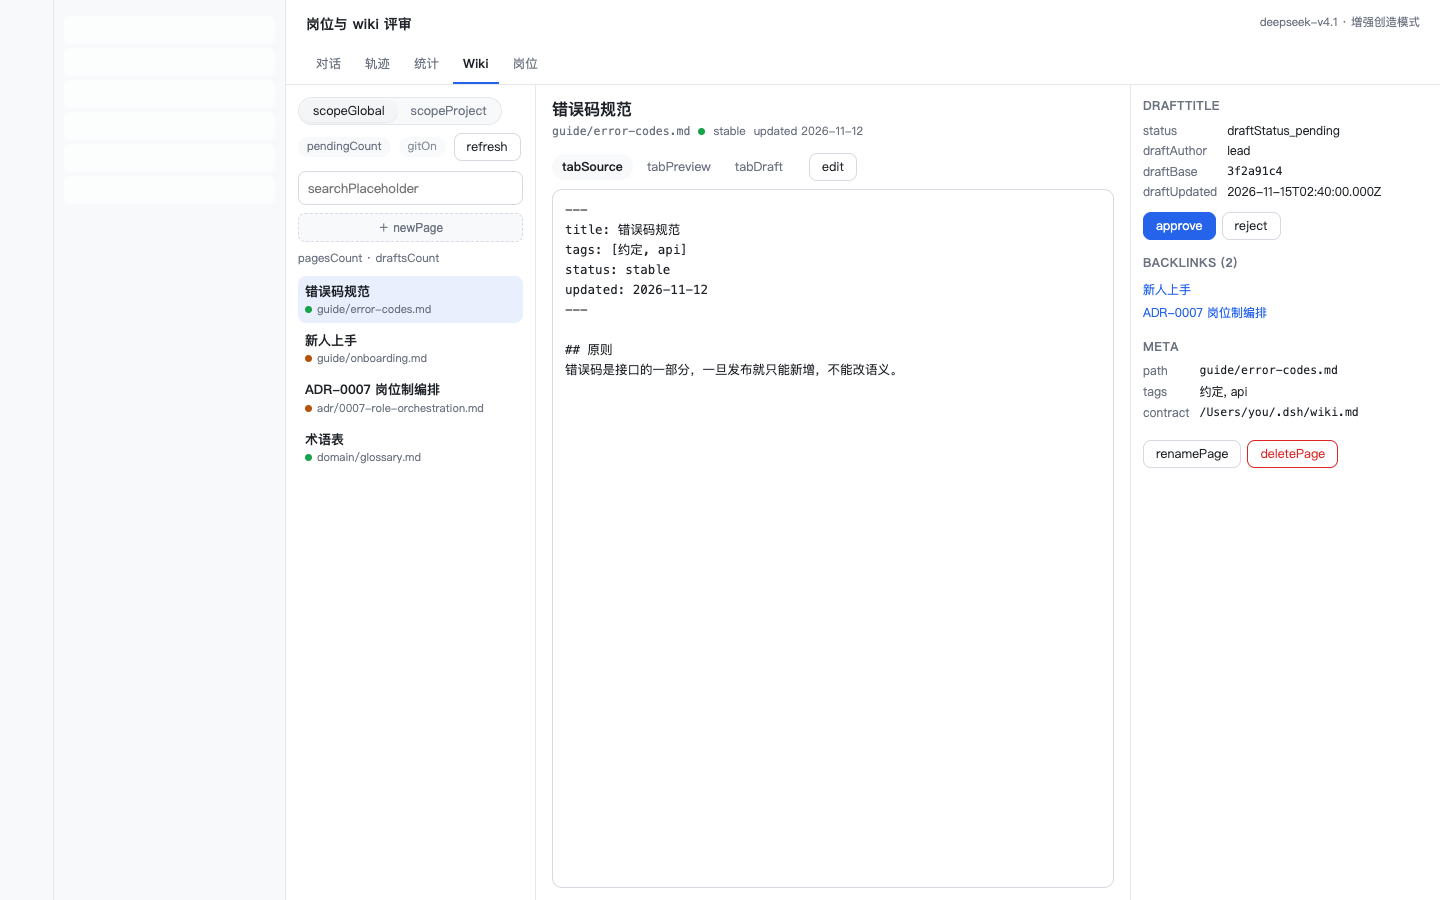 岗位与 wiki 评审
deepseek-v4.1 · 增强创造模式
对话 轨迹 统计 Wiki 岗位
scopeGlobal scopeProject
pendingCount gitOn refresh
searchPlaceholder
+ newPage
pagesCount · draftsCount
错误码规范
guide/error-codes.md
新人上手
guide/onboarding.md
ADR-0007 岗位制编排
adr/0007-role-orchestration.md
术语表
domain/glossary.md
错误码规范
guide/error-codes.md stable updated 2026-11-12
tabSource tabPreview tabDraft edit
---
title: 错误码规范
tags: [约定, api]
status: stable
updated: 2026-11-12
---
## 原则
错误码是接口的一部分，一旦发布就只能新增，不能改语义。
DRAFTTITLE
status draftStatus_pending
draftAuthor lead
draftBase 3f2a91c4
draftUpdated 2026-11-15T02:40:00.000Z
approve reject
BACKLINKS (2)
新人上手
ADR-0007 岗位制编排
META
path guide/error-codes.md
tags 约定, api
contract /Users/you/.dsh/wiki.md
renamePage deletePage